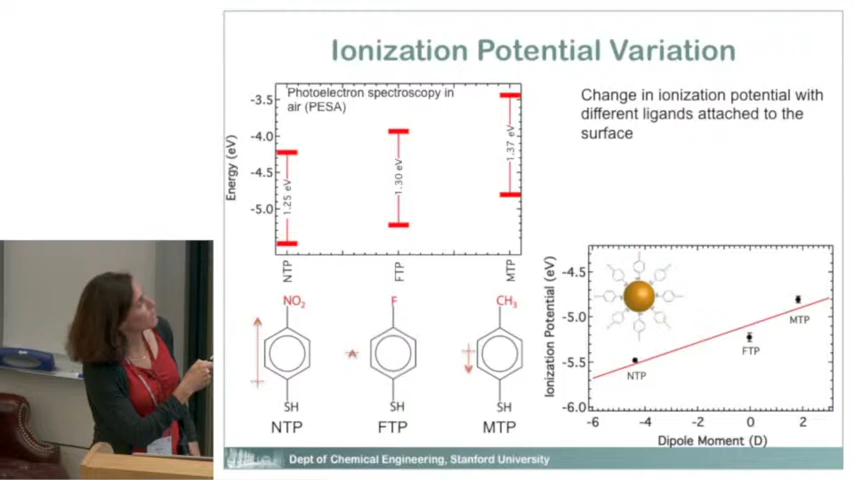 Ionization Potential Variation
Photoelectron spectroscopy in
air (PESA)
-3.5
-4.0
-4.5
-5.0
Energy (eV)
1.25 eV
1.30 eV
1.37 eV
NTP
FTP
MTP
Change in ionization potential with
different ligands attached to the
surface
NO2
F
CH3
SH
SH
SH
NTP
FTP
MTP
Ionization Potential (eV)
-4.5
-5.0
-5.5
-6.0
NTP
FTP
MTP
-6
-4
-2
0
2
Dipole Moment (D)
Dept of Chemical Engineering, Stanford University